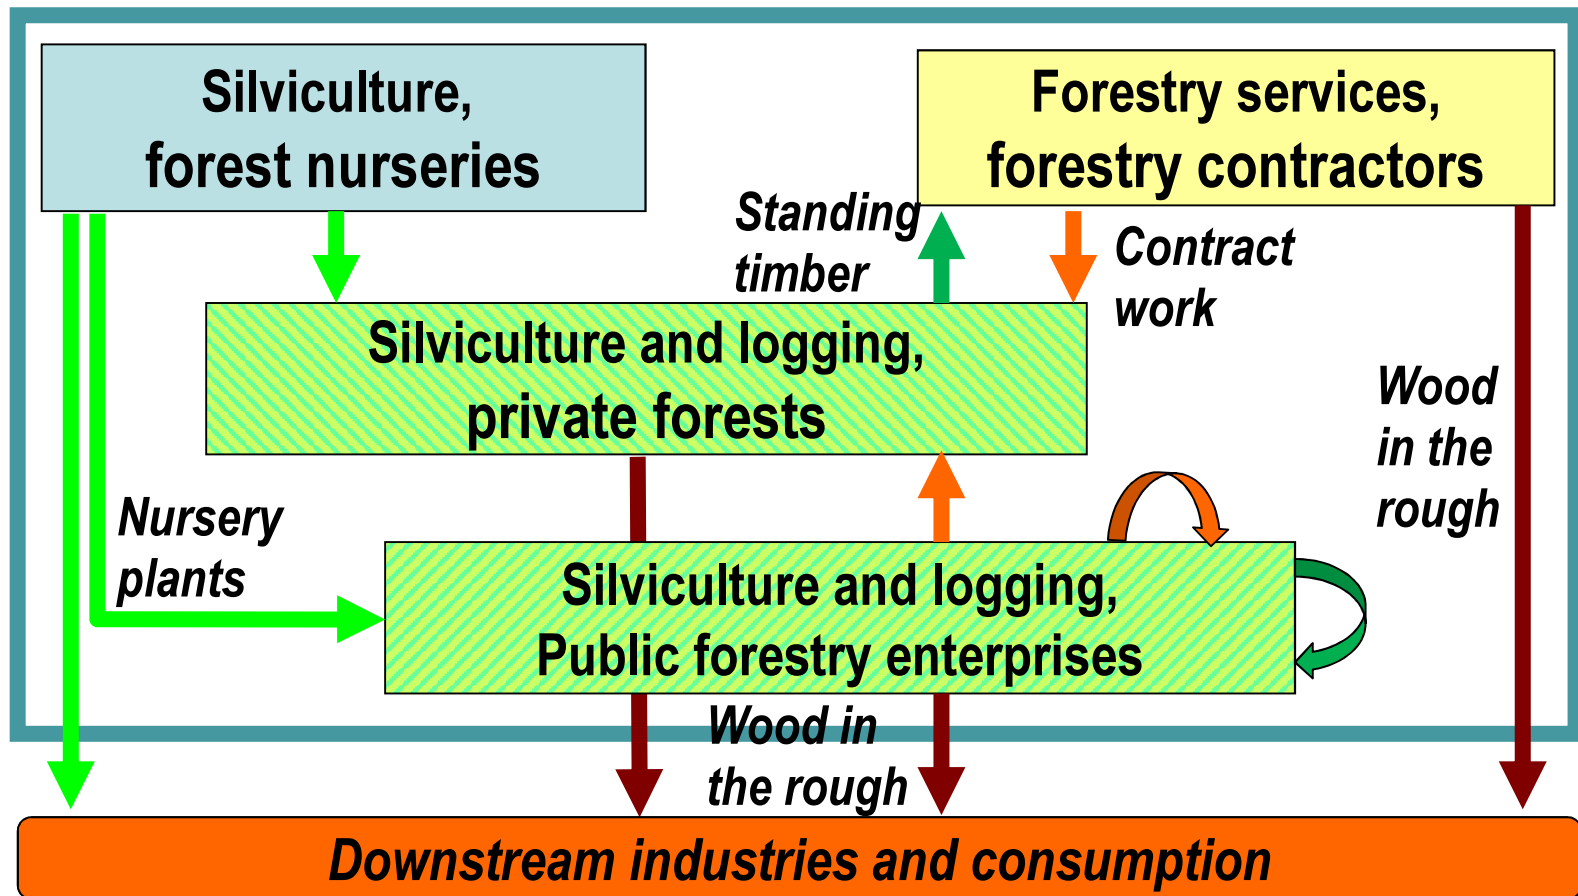 Silviculture,
forest nurseries
Forestry services,
forestry contractors
Standing
timber
Contract
work
Silviculture and logging,
private forests
Wood
in the
rough
Nursery
plants
Silviculture and logging,
Public forestry enterprises
Wood in
the rough
Downstream industries and consumption